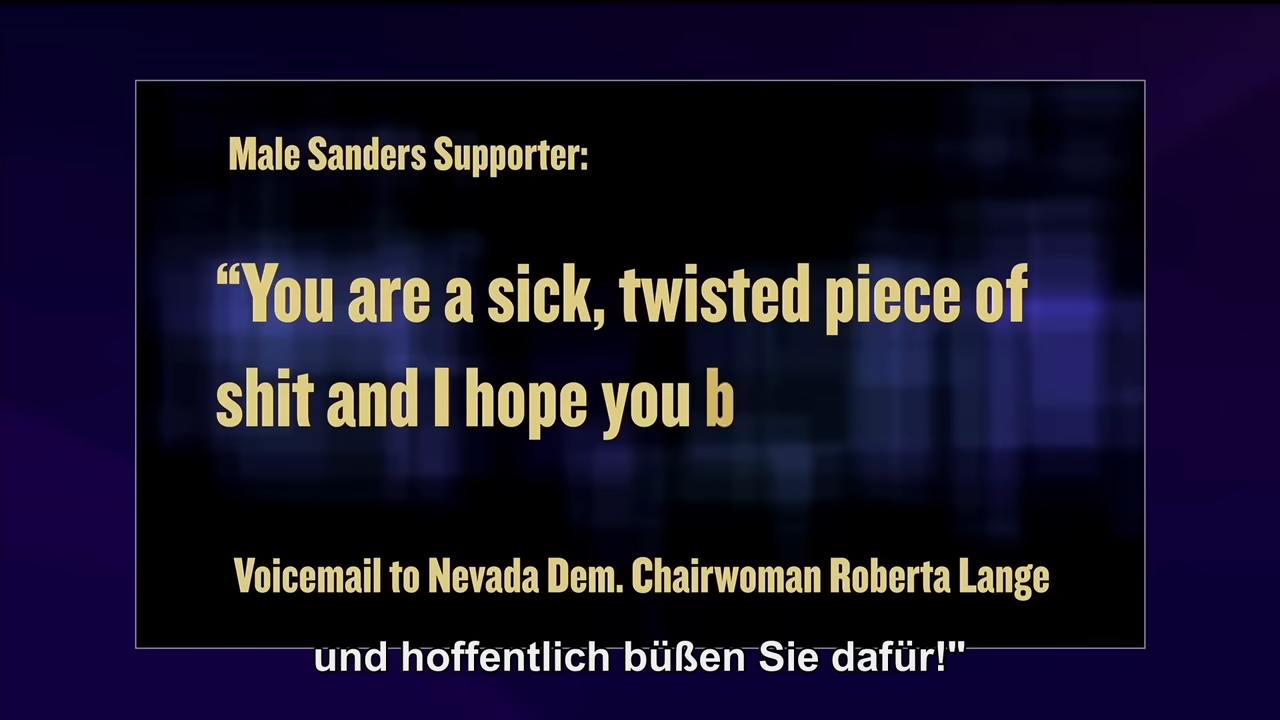 Male Sanders Supporter:
“You are a sick, twisted piece of
shit and I hope you b
Voicemail to Nevada Dem. Chairwoman Roberta Lange
und hoffentlich büßen Sie dafür!"